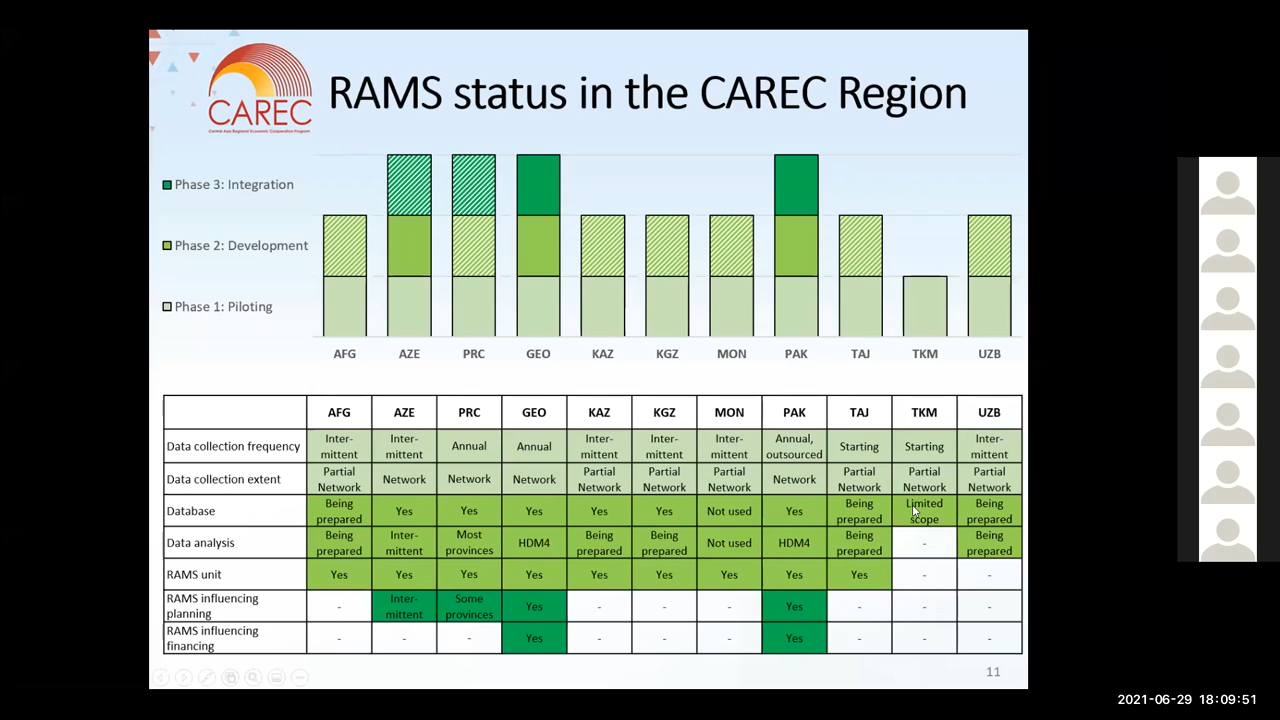 RAMS status in the CAREC Region
CAREC
Central Asia Regional Economic Cooperation Program
Phase 3: Integration
Phase 2: Development
Phase 1: Piloting
AFG AZE PRC GEO KAZ KGZ MON PAK TAJ TKM UZB
AFG AZE PRC GEO KAZ KGZ MON PAK TAJ TKM UZB
Data collection frequency Inter-mittent Inter-mittent Annual Annual Inter-mittent Inter-mittent Inter-mittent Annual, outsourced Starting Starting Inter-mittent
Data collection extent Partial Network Network Network Network Partial Network Partial Network Partial Network Network Partial Network Partial Network Partial Network
Database Being prepared Yes Yes Yes Yes Yes Not used Yes Being prepared Limited scope Being prepared
Data analysis Being prepared Inter-mittent Most provinces HDM4 Being prepared Being prepared Not used HDM4 Being prepared - Being prepared
RAMS unit Yes Yes Yes Yes Yes Yes Yes Yes Yes - -
RAMS influencing planning - Inter-mittent Some provinces Yes - - - Yes - - -
RAMS influencing financing - - - Yes - - - Yes - - -
11
2021-06-29 18:09:51